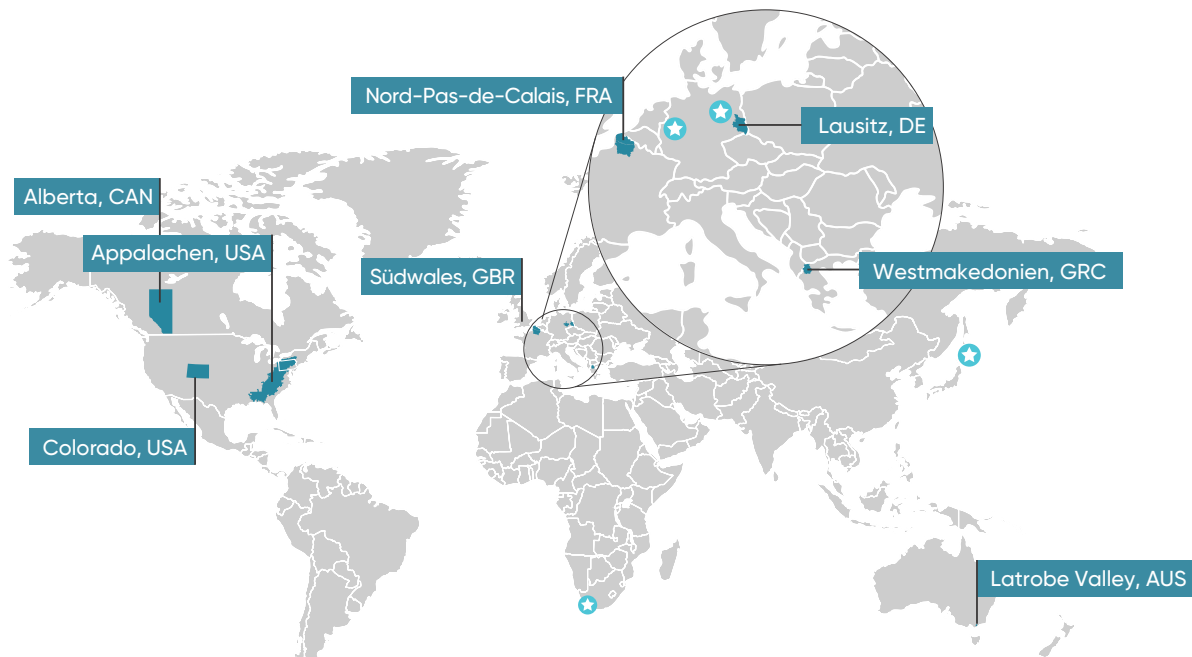 Nord-Pas-de-Calais, FRA
Lausitz, DE
Alberta, CAN
Appalachen, USA
Südwales, GBR
Westmakedonien, GRC
Colorado, USA
Latrobe Valley, AUS